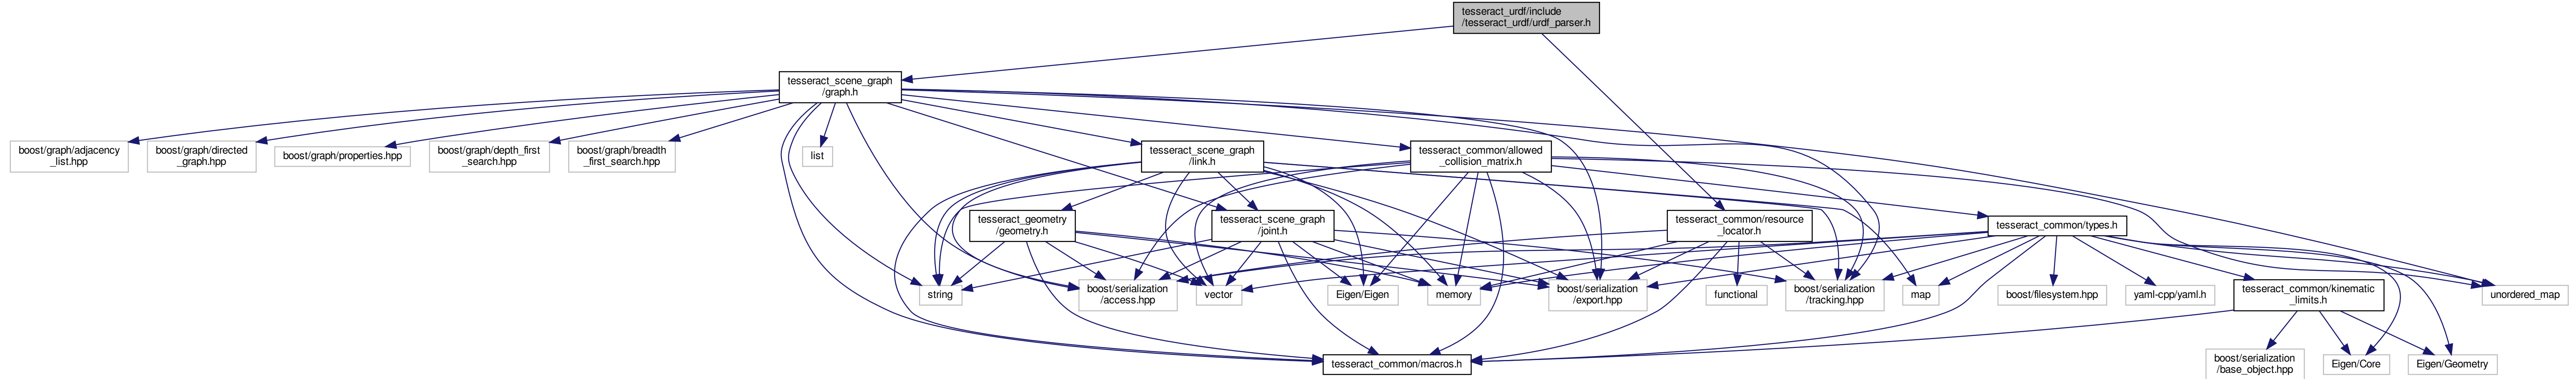 tesseract_urdf/include
/tesseract_urdf/urdf_parser.h
tesseract_scene_graph
/graph.h
boost/graph/adjacency
_list.hpp
boost/graph/directed
_graph.hpp
boost/graph/properties.hpp
boost/graph/depth_first
_search.hpp
boost/graph/breadth
_first_search.hpp
list
tesseract_scene_graph
/link.h
tesseract_common/allowed
_collision_matrix.h
tesseract_geometry
/geometry.h
tesseract_scene_graph
/joint.h
tesseract_common/resource
_locator.h
tesseract_common/types.h
string
boost/serialization
/access.hpp
vector
Eigen/Eigen
memory
boost/serialization
/export.hpp
functional
boost/serialization
/tracking.hpp
map
boost/filesystem.hpp
yaml-cpp/yaml.h
tesseract_common/kinematic
_limits.h
unordered_map
tesseract_common/macros.h
boost/serialization
/base_object.hpp
Eigen/Core
Eigen/Geometry